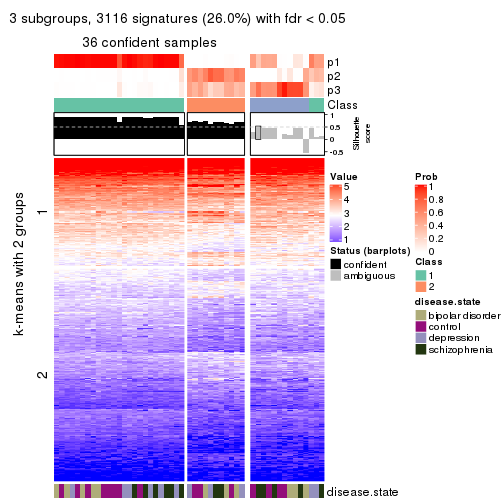 3 subgroups, 3116 signatures (26.0%) with fdr < 0.05
36 confident samples
p1
p2
p3
Class
1
0.5
0
-0.5
Silhouette
score
k-means with 2 groups
1
2
Value
5
4
3
2
1
Status (barplots)
confident
ambiguous
Prob
1
0.8
0.6
0.4
0.2
0
Class
1
2
disease.state
bipolar disorder
control
depression
schizophrenia
disease.state